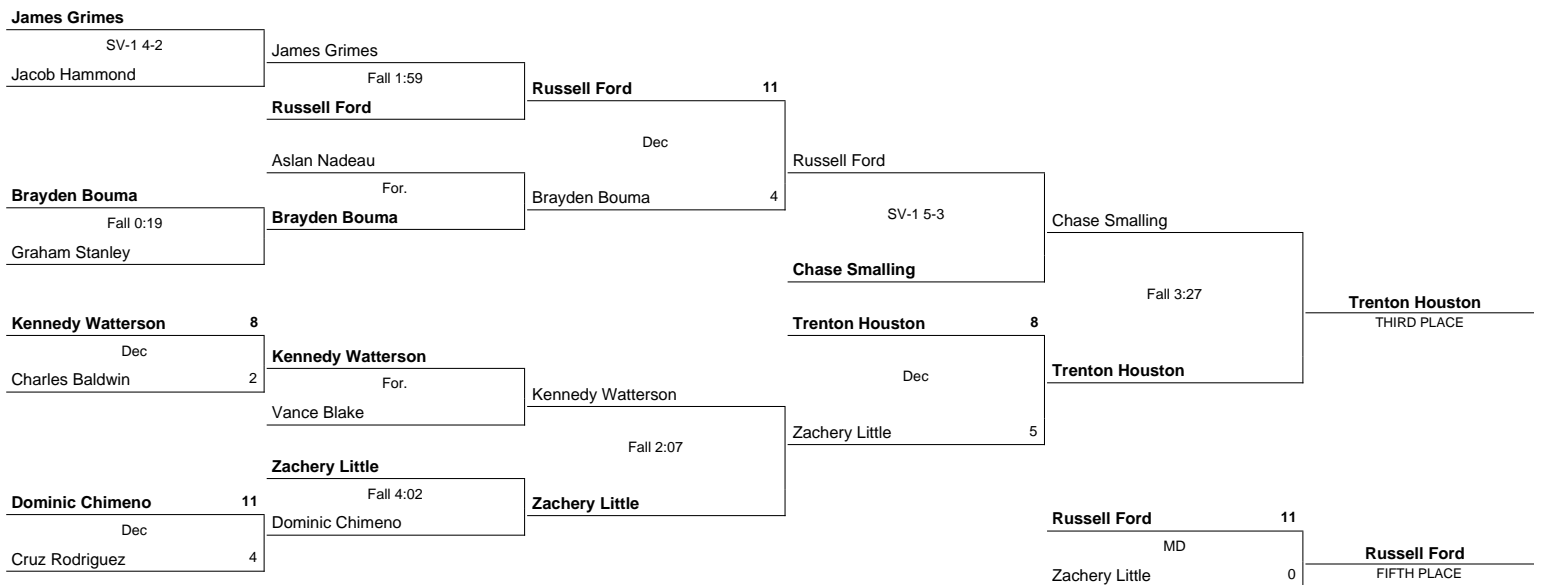 James Grimes
SV-1 4-2
Jacob Hammond
James Grimes
Fall 1:59
Russell Ford
Russell Ford 11
Dec
Brayden Bouma 4
Aslan Nadeau
For.
Brayden Bouma
Brayden Bouma
Fall 0:19
Graham Stanley
Russell Ford
SV-1 5-3
Chase Smalling
Chase Smalling
Fall 3:27
Trenton Houston
Trenton Houston
THIRD PLACE
Kennedy Watterson 8
Dec
Charles Baldwin 2
Kennedy Watterson
For.
Vance Blake
Kennedy Watterson
Fall 2:07
Zachery Little
Trenton Houston 8
Dec
Zachery Little 5
Zachery Little
Fall 4:02
Dominic Chimeno
Dominic Chimeno 11
Dec
Cruz Rodriguez 4
Russell Ford 11
MD
Zachery Little 0
Russell Ford
FIFTH PLACE